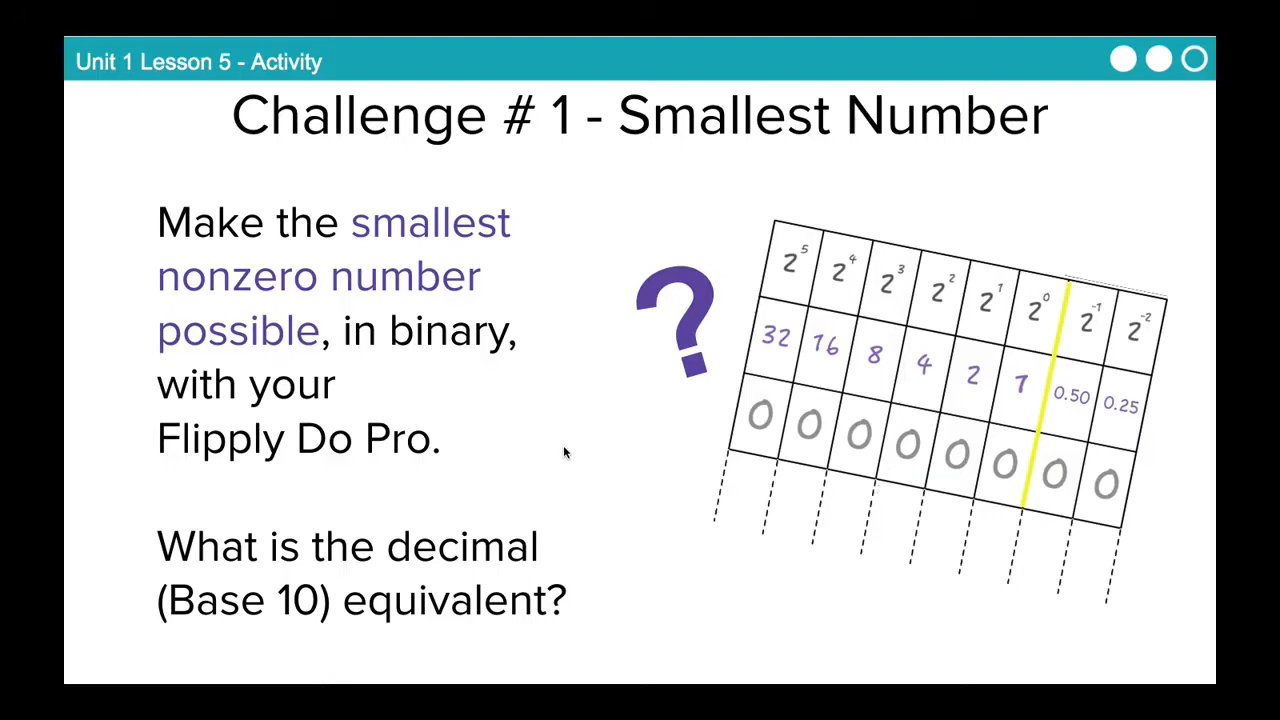 Unit 1 Lesson 5 - Activity
Challenge # 1 - Smallest Number
Make the smallest
nonzero number
possible, in binary,
with your
Flipply Do Pro.
What is the decimal
(Base 10) equivalent?
?
2⁵ 2⁴ 2³ 2² 2¹ 2⁰ 2⁻¹ 2⁻²
32 16 8 4 2 1 0.50 0.25
0 0 0 0 0 0 0 0